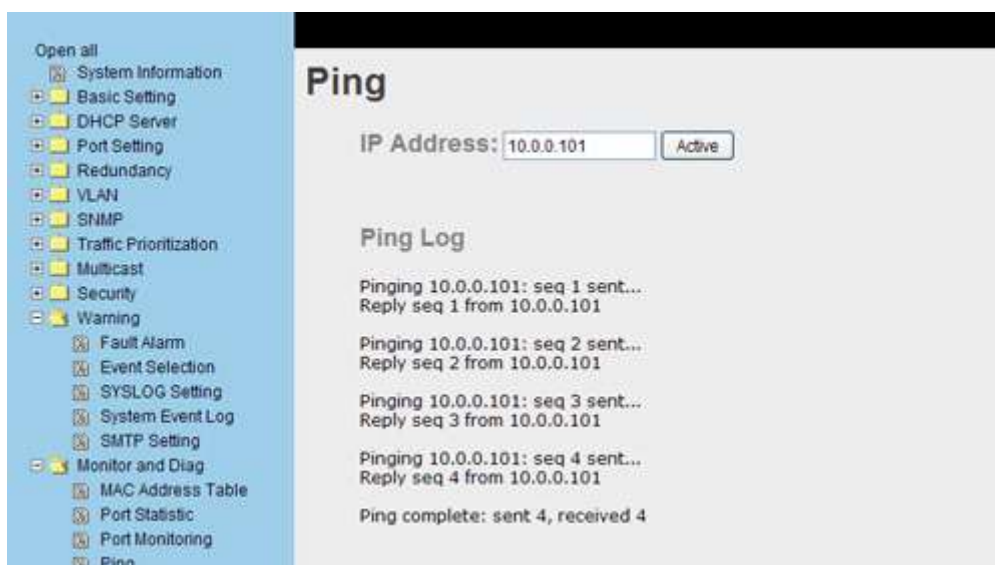 Open all
System Information
Basic Setting
DHCP Server
Port Setting
Redundancy
VLAN
SNMP
Traffic Prioritization
Multicast
Security
Warning
Fault Alarm
Event Selection
SYSLOG Setting
System Event Log
SMTP Setting
Monitor and Diag
MAC Address Table
Port Statistic
Port Monitoring
Ping
Ping
IP Address: 10.0.0.101 Active
Ping Log
Pinging 10.0.0.101: seq 1 sent...
Reply seq 1 from 10.0.0.101
Pinging 10.0.0.101: seq 2 sent...
Reply seq 2 from 10.0.0.101
Pinging 10.0.0.101: seq 3 sent...
Reply seq 3 from 10.0.0.101
Pinging 10.0.0.101: seq 4 sent...
Reply seq 4 from 10.0.0.101
Ping complete: sent 4, received 4